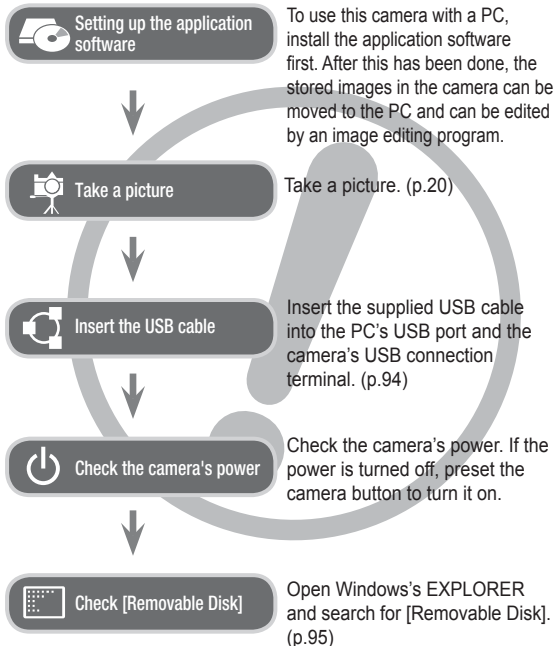 Setting up the application
software
To use this camera with a PC,
install the application software
first. After this has been done, the
stored images in the camera can be
moved to the PC and can be edited
by an image editing program.
Take a picture
Take a picture. (p.20)
Insert the USB cable
Insert the supplied USB cable
into the PC’s USB port and the
camera’s USB connection
terminal. (p.94)
Check the camera's power
Check the camera’s power. If the
power is turned off, preset the
camera button to turn it on.
Check [Removable Disk]
Open Windows’s EXPLORER
and search for [Removable Disk].
(p.95)